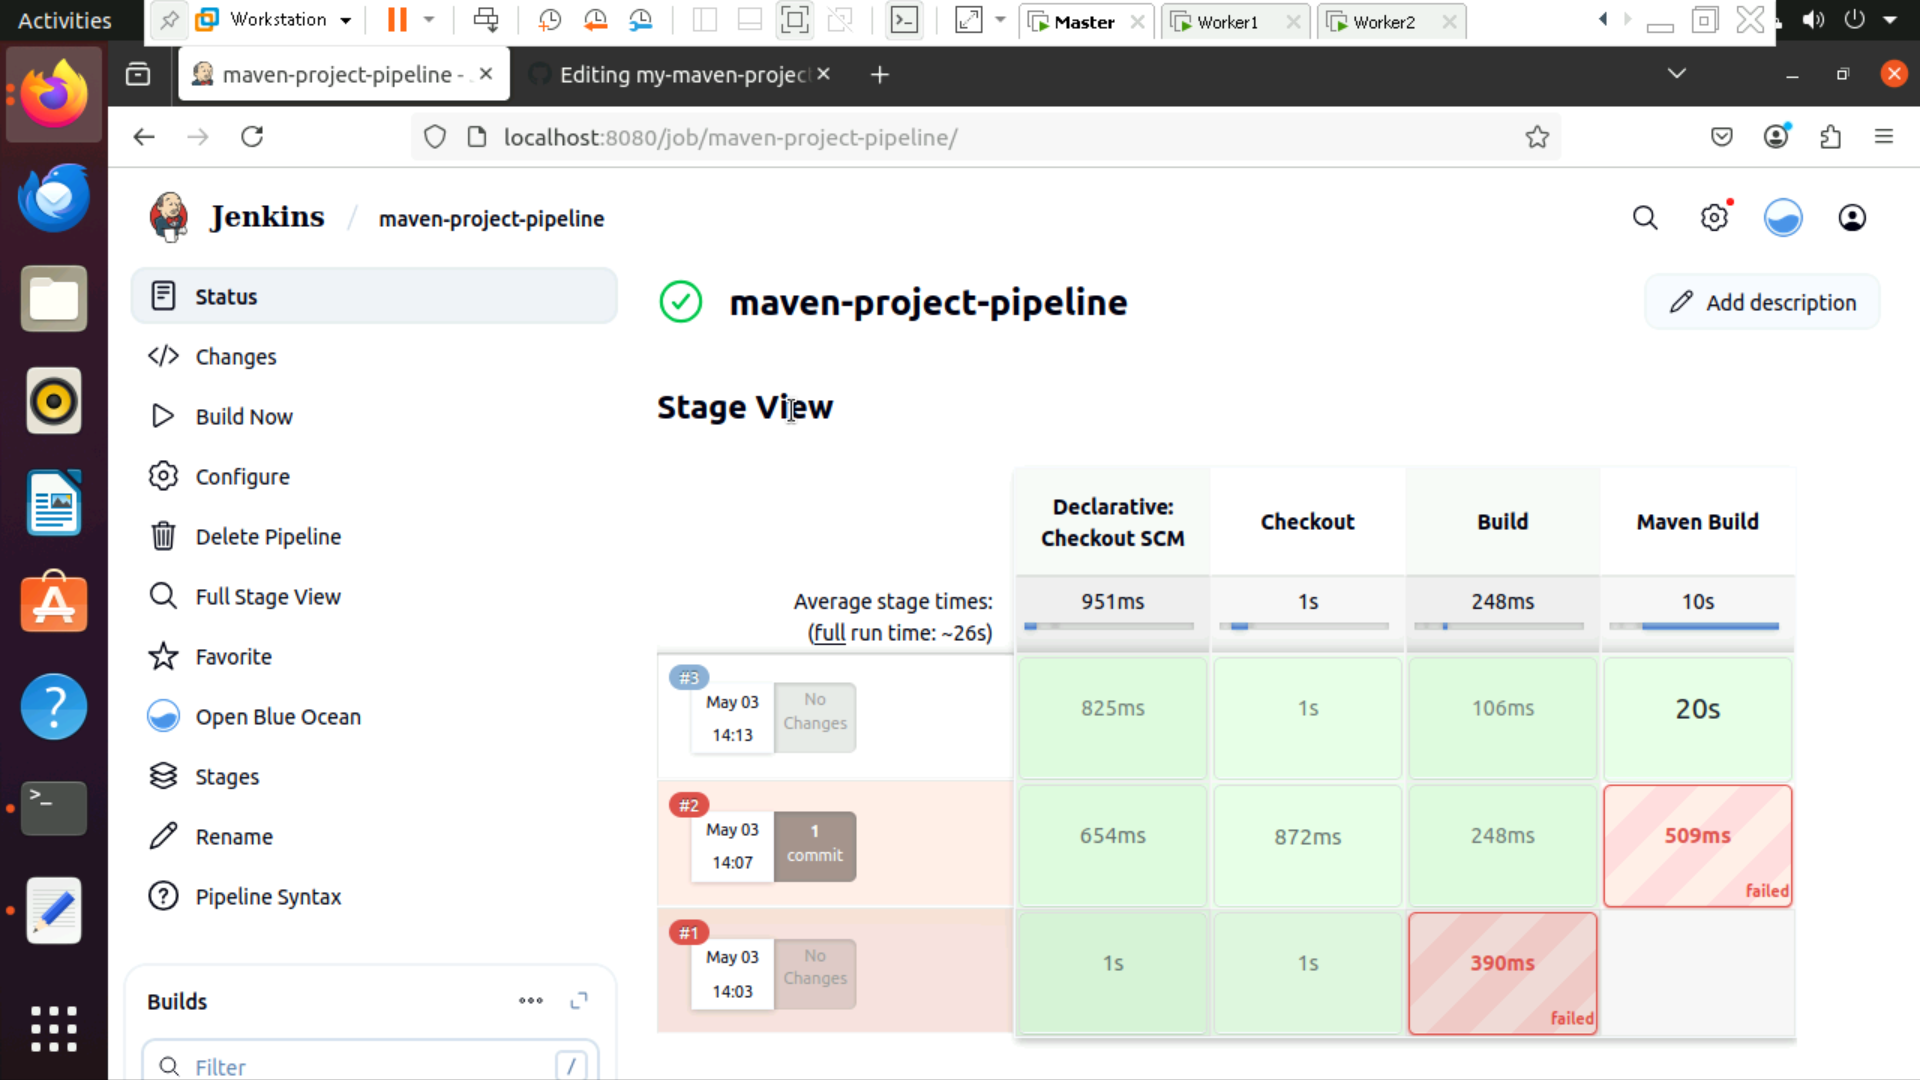 Activities
Workstation
Master
Worker1
Worker2
maven-project-pipeline -
Editing my-maven-projec
localhost:8080/job/maven-project-pipeline/
Jenkins / maven-project-pipeline
Status
Changes
Build Now
Configure
Delete Pipeline
Full Stage View
Favorite
Open Blue Ocean
Stages
Rename
Pipeline Syntax
Builds
Filter
/
maven-project-pipeline
Add description
Stage View
Declarative:
Checkout SCM
Checkout
Build
Maven Build
Average stage times:
(full run time: ~26s)
951ms
1s
248ms
10s
#3
May 03
14:13
No
Changes
825ms
1s
106ms
20s
#2
May 03
14:07
1
commit
654ms
872ms
248ms
509ms
failed
#1
May 03
14:03
No
Changes
1s
1s
390ms
failed